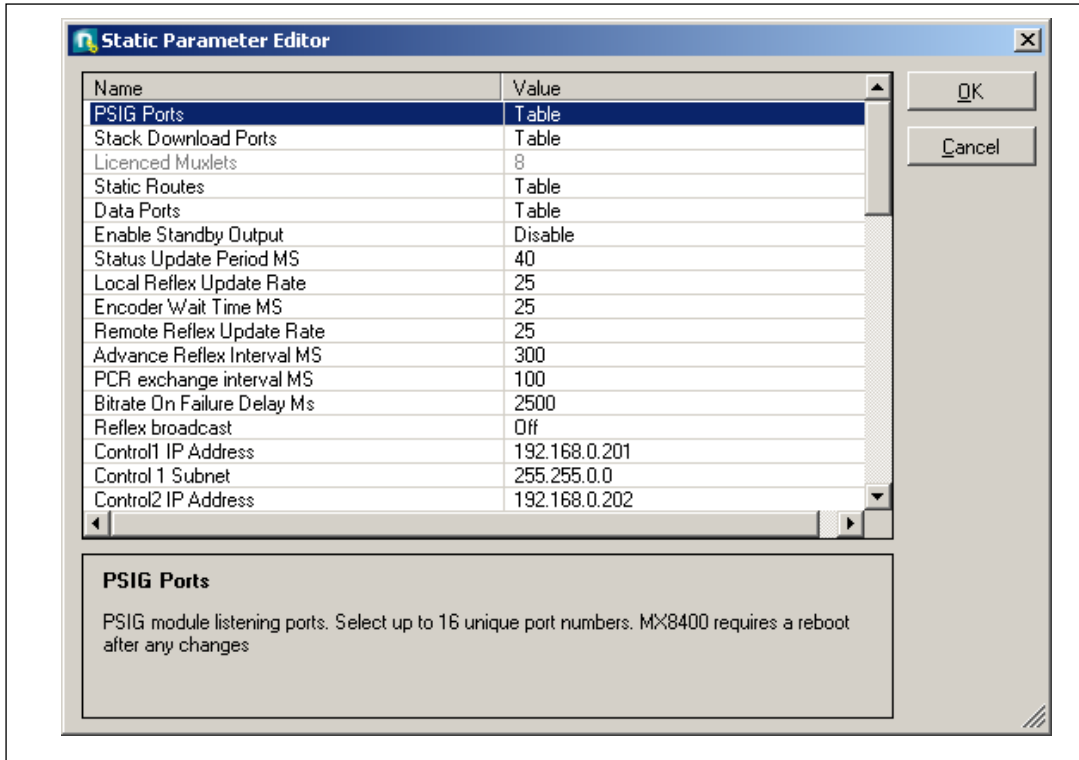 Static Parameter Editor
Name Value
PSIG Ports Table
Stack Download Ports Table
Licenced Muxlets 8
Static Routes Table
Data Ports Table
Enable Standby Output Disable
Status Update Period MS 40
Local Reflex Update Rate 25
Encoder Wait Time MS 25
Remote Reflex Update Rate 25
Advance Reflex Interval MS 300
PCR exchange interval MS 100
Bitrate On Failure Delay Ms 2500
Reflex broadcast Off
Control1 IP Address 192.168.0.201
Control 1 Subnet 255.255.0.0
Control2 IP Address 192.168.0.202
OK
Cancel
PSIG Ports
PSIG module listening ports. Select up to 16 unique port numbers. MX8400 requires a reboot
after any changes